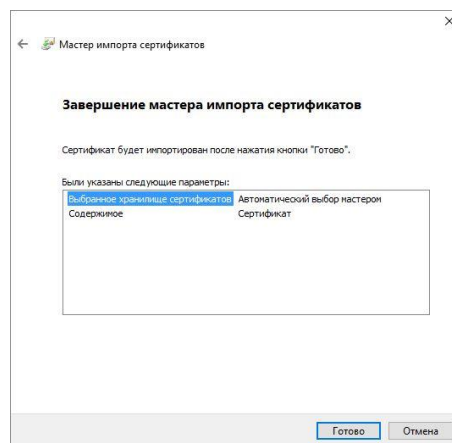 Мастер импорта сертификатов
Завершение мастера импорта сертификатов
Сертификат будет импортирован после нажатия кнопки "Готово".
Были указаны следующие параметры:
Выбранное хранилище сертификатов Автоматический выбор мастером
Содержимое Сертификат
Готово Отмена